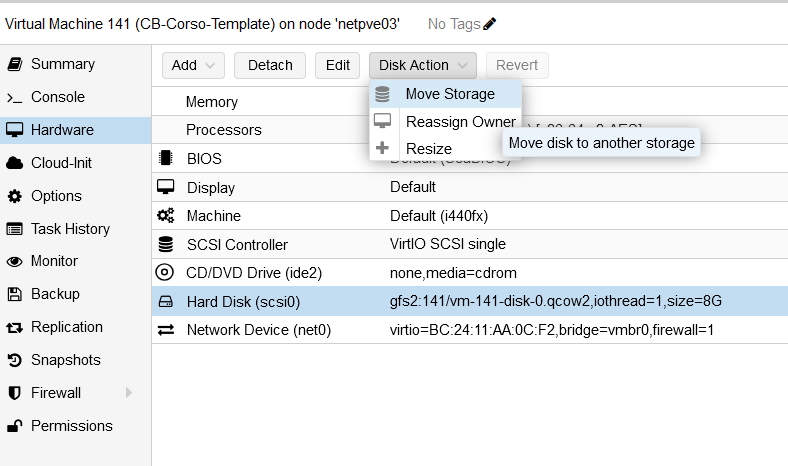 Virtual Machine 141 (CB-Corso-Template) on node 'netpve03' No Tags
Summary
Console
Hardware
Cloud-Init
Options
Task History
Monitor
Backup
Replication
Snapshots
Firewall
Permissions
Add Detach Edit Disk Action Revert
Move Storage
Reassign Owner
Resize
Move disk to another storage
Memory
Processors
BIOS Default (SeaBIOS)
Display Default
Machine Default (i440fx)
SCSI Controller VirtIO SCSI single
CD/DVD Drive (ide2) none,media=cdrom
Hard Disk (scsi0) gfs2:141/vm-141-disk-0.qcow2,iothread=1,size=8G
Network Device (net0) virtio=BC:24:11:AA:0C:F2,bridge=vmbr0,firewall=1